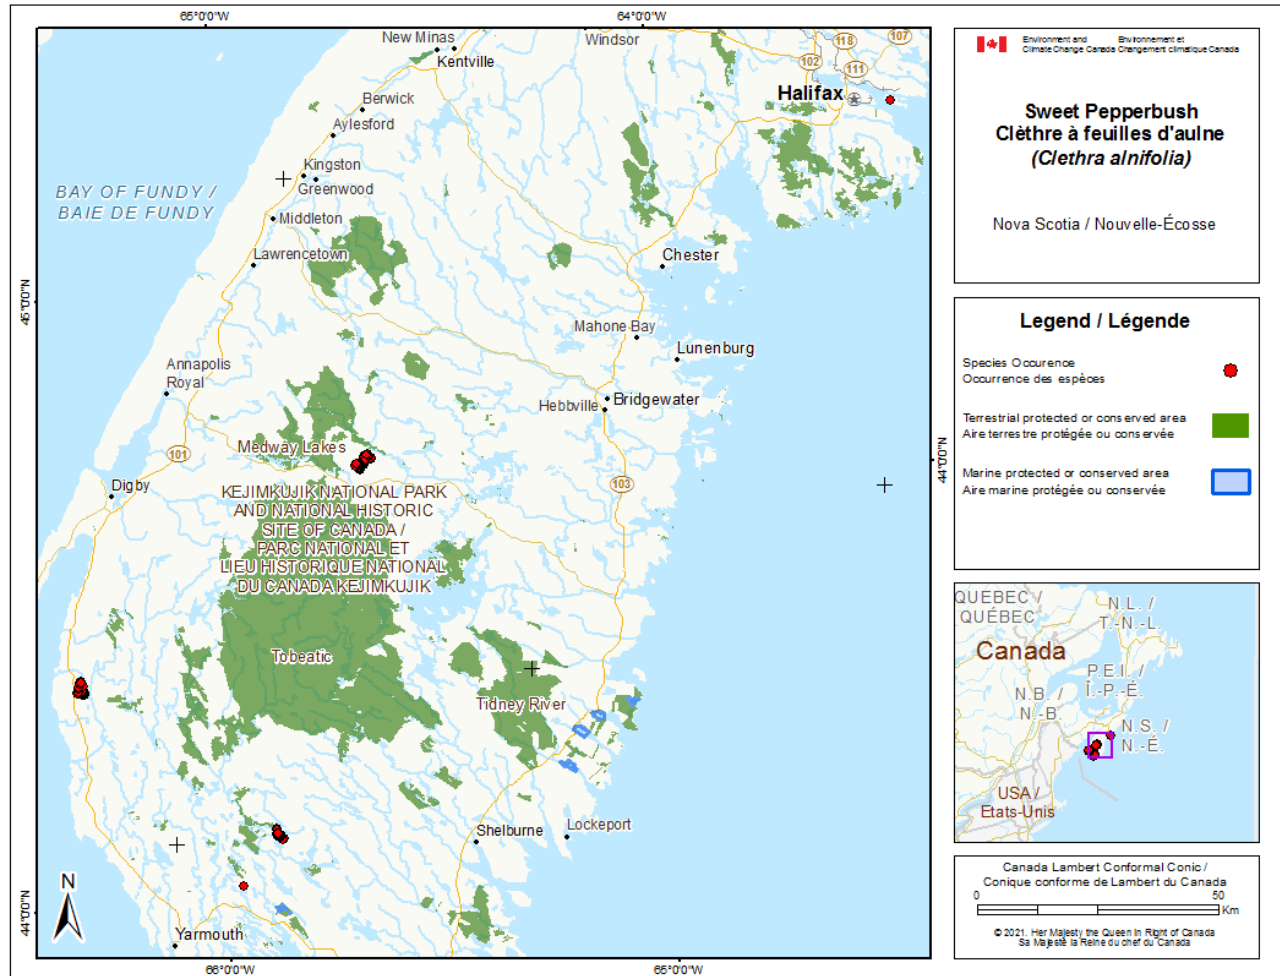 65°0'0"W
64°0'0"W
New Minas
Kentville
Windsor
118
107
102
111
Halifax
Berwick
Aylesford
Kingston
Greenwood
BAY OF FUNDY /
BAIE DE FUNDY
Middleton
Lawrencetown
Chester
45°0'0"N
Mahone Bay
Lunenburg
Annapolis
Royal
Bridgewater
Hebbville
101
Medway Lakes
44°0'0"N
Digby
103
KEJIMKUJIK NATIONAL PARK
AND NATIONAL HISTORIC
SITE OF CANADA /
PARC NATIONAL ET
LIEU HISTORIQUE NATIONAL
DU CANADA KEJIMKUJIK
Tobeatic
Tidney River
Shelburne
Lockeport
N
44°0'0"N
Yarmouth
66°0'0"W
65°0'0"W
Environment and
Climate Change Canada
Environnement et
Changement climatique Canada
Sweet Pepperbush
Clèthre à feuilles d'aulne
(Clethra alnifolia)
Nova Scotia / Nouvelle-Écosse
Legend / Légende
Species Occurence
Occurrence des espèces
Terrestrial protected or conserved area
Aire terrestre protégée ou conservée
Marine protected or conserved area
Aire marine protégée ou conservée
QUEBEC /
QUÉBEC
N.L. /
T.-N.-L.
Canada
P.E.I. /
Î.-P.-É.
N.B. /
N.-B.
N.S. /
N.-É.
USA /
Etats-Unis
Canada Lambert Conformal Conic /
Conique conforme de Lambert du Canada
0
50
Km
© 2021. Her Majesty the Queen in Right of Canada
Sa Majesté la Reine du chef du Canada